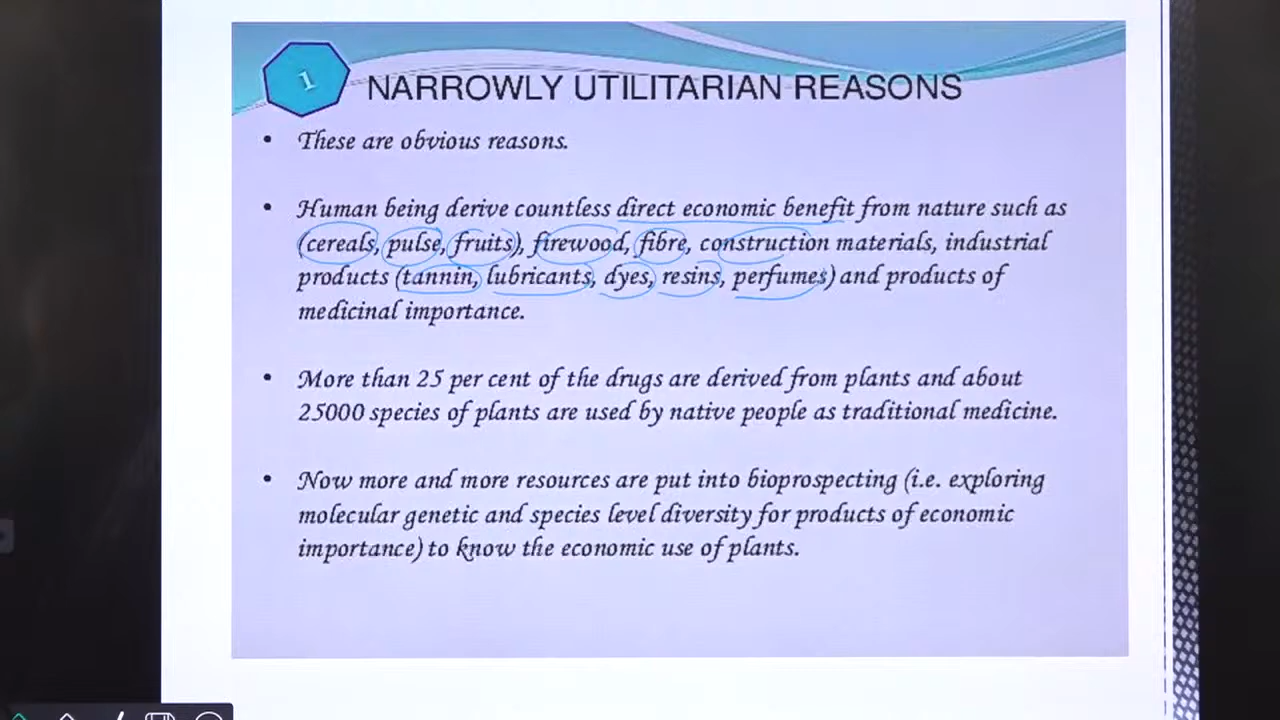 1
NARROWLY UTILITARIAN REASONS
• These are obvious reasons.
• Human being derive countless direct economic benefit from nature such as
(cereals, pulse, fruits), firewood, fibre, construction materials, industrial
products (tannin, lubricants, dyes, resins, perfumes) and products of
medicinal importance.
• More than 25 per cent of the drugs are derived from plants and about
25000 species of plants are used by native people as traditional medicine.
• Now more and more resources are put into bioprospecting (i.e. exploring
molecular genetic and species level diversity for products of economic
importance) to know the economic use of plants.